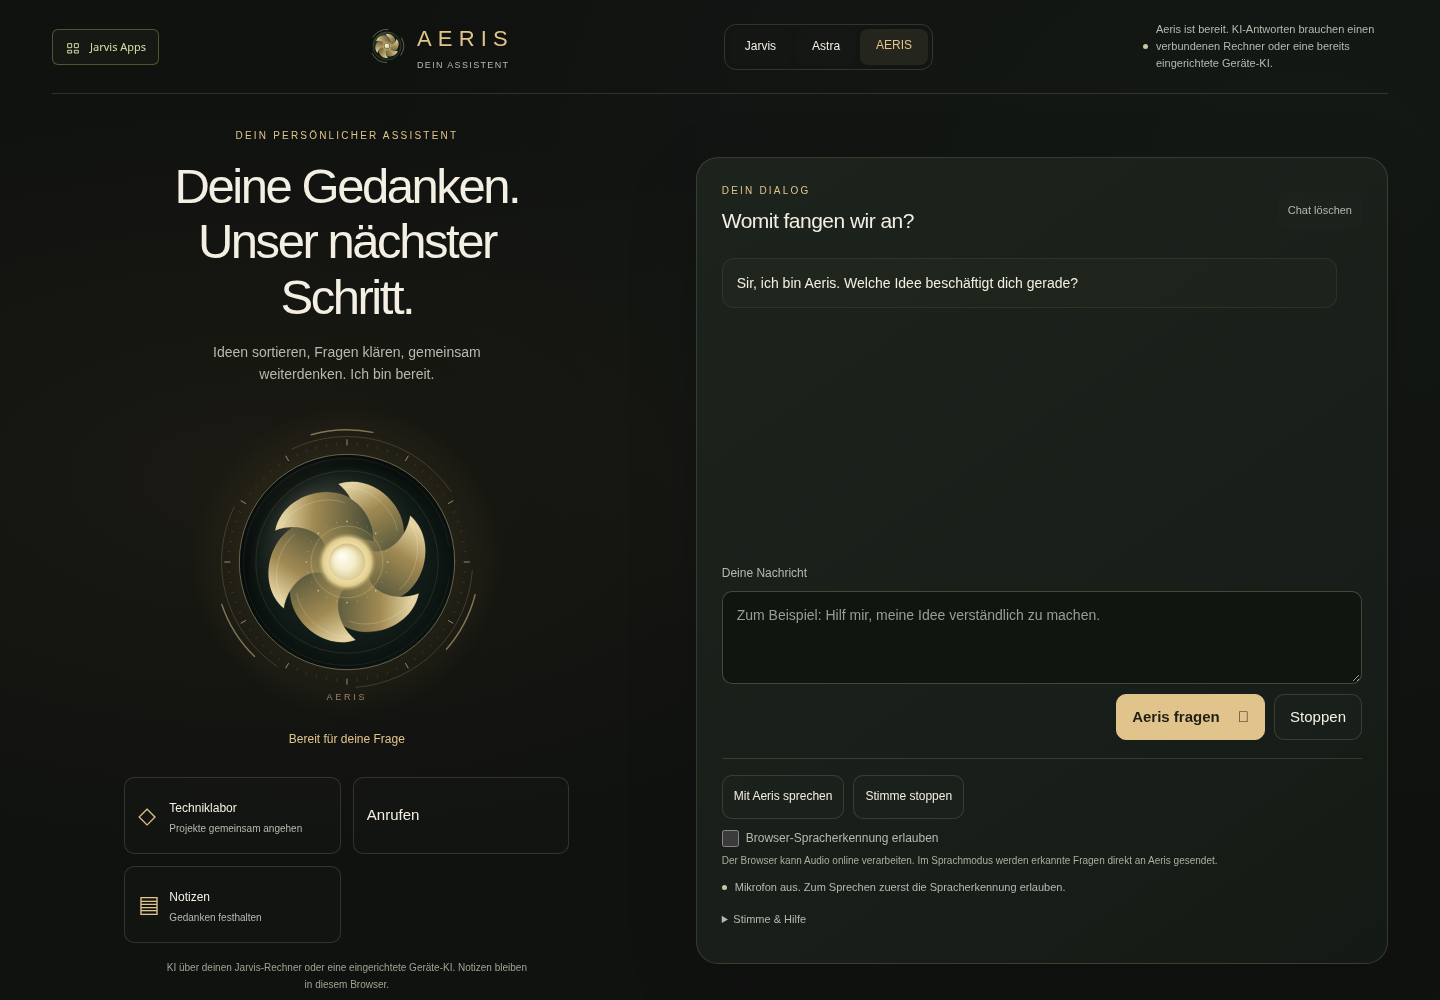 Jarvis Apps
AERIS
DEIN ASSISTENT
Jarvis
Astra
AERIS
Aeris ist bereit. KI-Antworten brauchen einen
verbundenen Rechner oder eine bereits
eingerichtete Geräte-KI.
DEIN PERSÖNLICHER ASSISTENT
Deine Gedanken.
Unser nächster
Schritt.
Ideen sortieren, Fragen klären, gemeinsam
weiterdenken. Ich bin bereit.
AERIS
Bereit für deine Frage
Techniklabor
Projekte gemeinsam angehen
Anrufen
Notizen
Gedanken festhalten
KI über deinen Jarvis-Rechner oder eine eingerichtete Geräte-KI. Notizen bleiben
in diesem Browser.
DEIN DIALOG
Womit fangen wir an?
Chat löschen
Sir, ich bin Aeris. Welche Idee beschäftigt dich gerade?
Deine Nachricht
Zum Beispiel: Hilf mir, meine Idee verständlich zu machen.
Aeris fragen
Stoppen
Mit Aeris sprechen
Stimme stoppen
Browser-Spracherkennung erlauben
Der Browser kann Audio online verarbeiten. Im Sprachmodus werden erkannte Fragen direkt an Aeris gesendet.
Mikrofon aus. Zum Sprechen zuerst die Spracherkennung erlauben.
Stimme & Hilfe